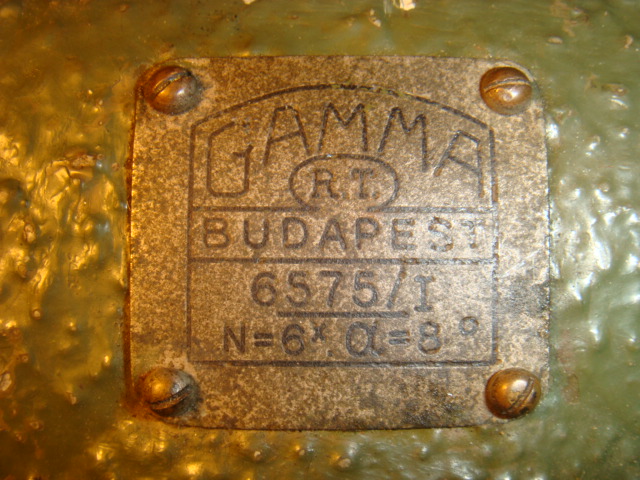 GAMMA
R.T.
BUDAPEST
6575/I
N=6x α=8°